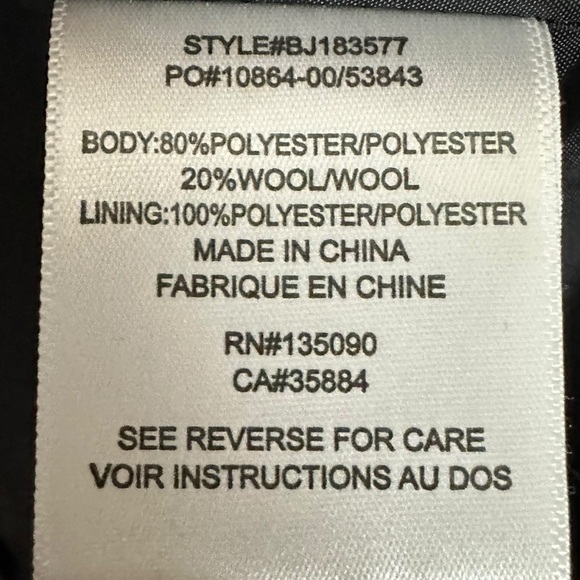 STYLE#BJ183577
PO#10864-00/53843
BODY:80%POLYESTER/POLYESTER
20%WOOL/WOOL
LINING:100%POLYESTER/POLYESTER
MADE IN CHINA
FABRIQUE EN CHINE
RN#135090
CA#35884
SEE REVERSE FOR CARE
VOIR INSTRUCTIONS AU DOS